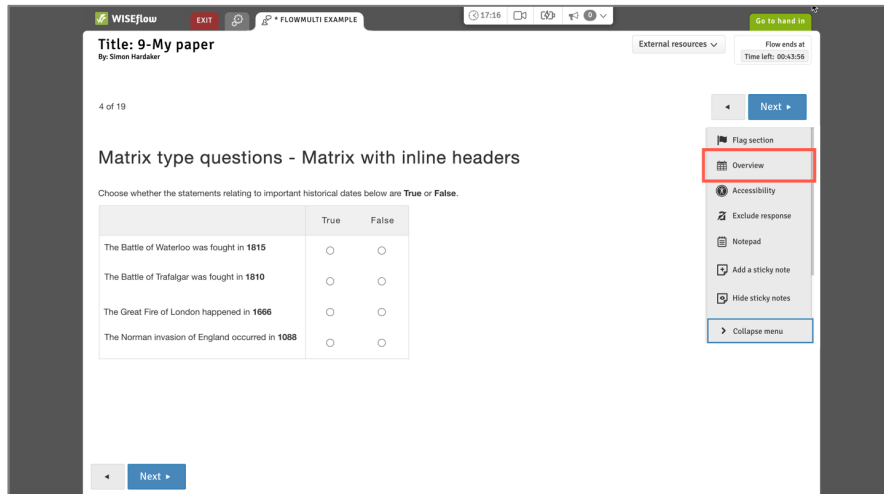 WISEflow
EXIT
* FLOWMULTI EXAMPLE
17:16
0
Go to hand in
Title: 9-My paper
By: Simon Hardaker
External resources
Flow ends at
Time left: 00:43:56
4 of 19
Next
Flag section
Overview
Accessibility
Exclude response
Notepad
Add a sticky note
Hide sticky notes
Collapse menu
Matrix type questions - Matrix with inline headers
Choose whether the statements relating to important historical dates below are True or False.
True False
The Battle of Waterloo was fought in 1815
The Battle of Trafalgar was fought in 1810
The Great Fire of London happened in 1666
The Norman invasion of England occurred in 1088
Next